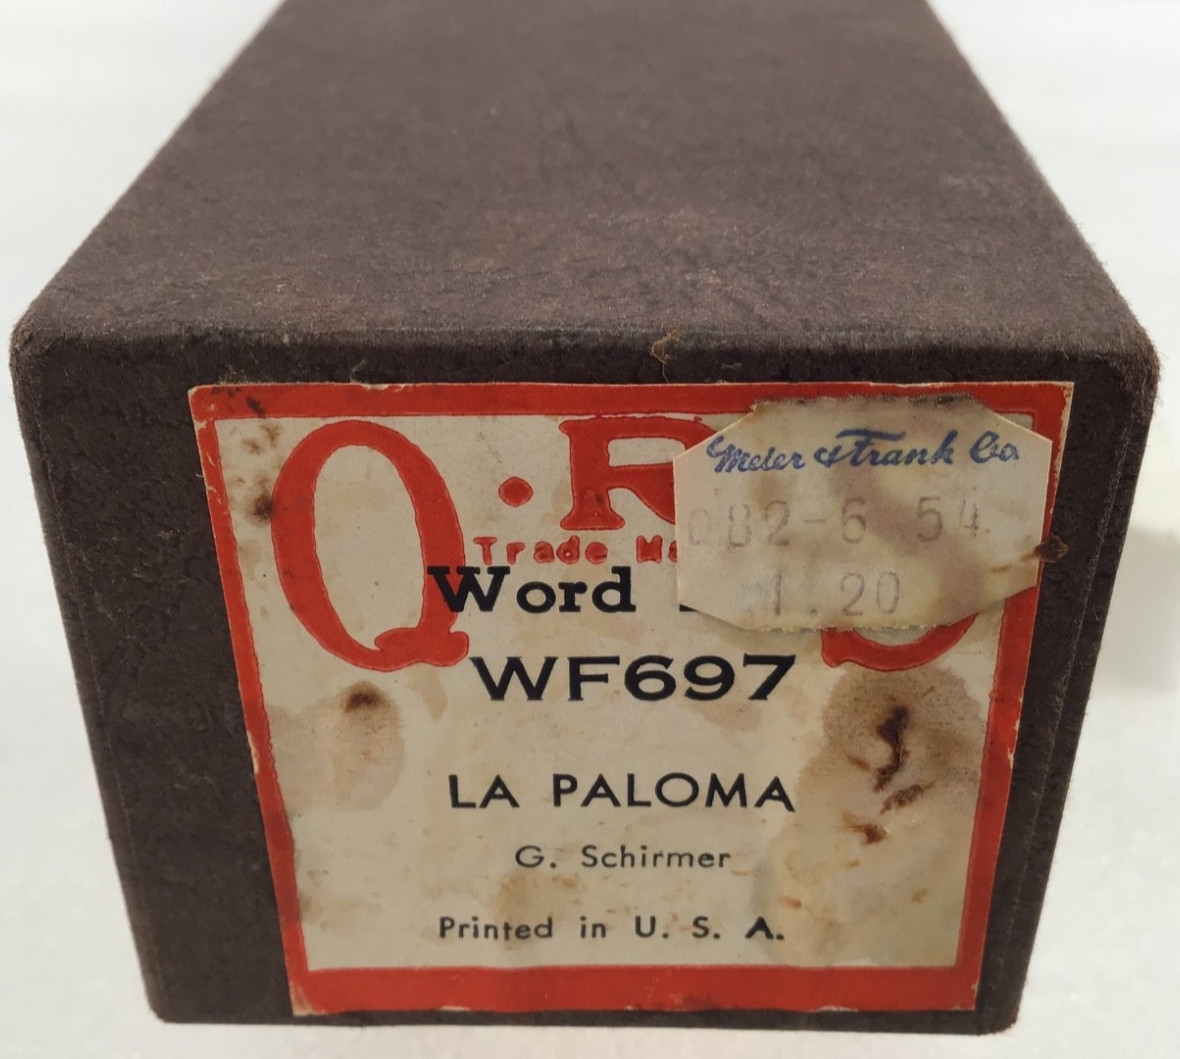 Q·R
Trade
Word
WF697
LA PALOMA
G. Schirmer
Printed in U. S. A.
Meier & Frank Co
082-6 54
1.20